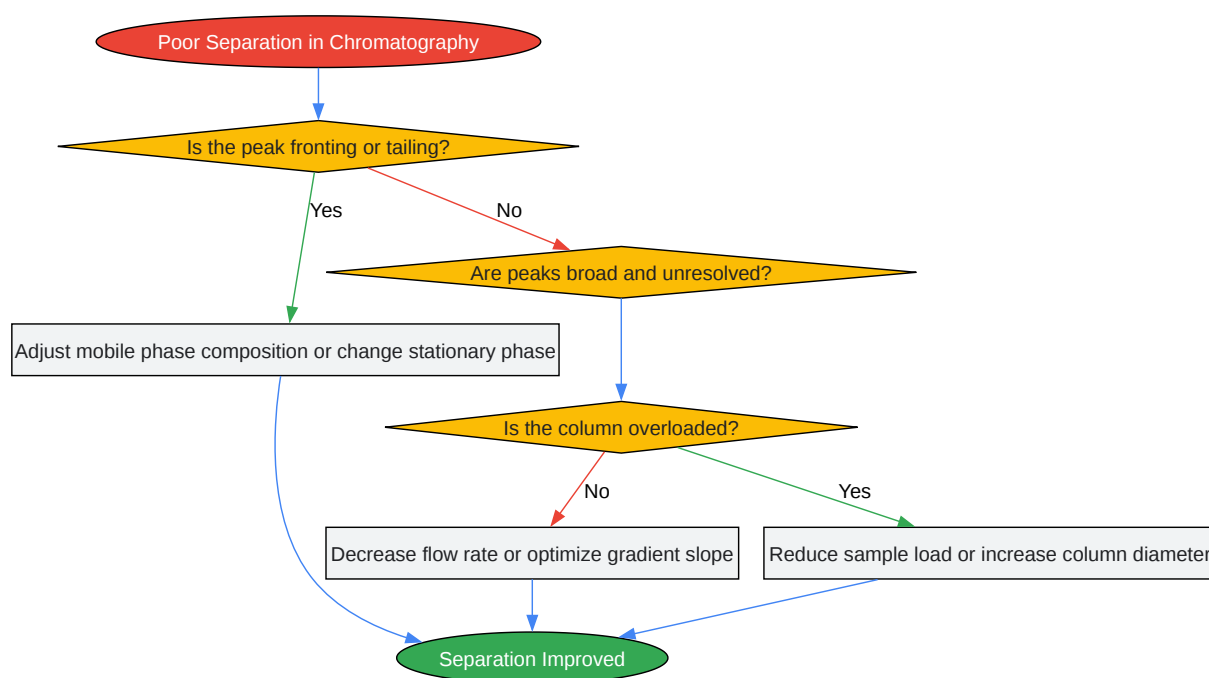 Poor Separation in Chromatography
Is the peak fronting or tailing?
Yes
No
Are peaks broad and unresolved?
Adjust mobile phase composition or change stationary phase
Is the column overloaded?
No
Yes
Decrease flow rate or optimize gradient slope
Reduce sample load or increase column diameter
Separation Improved